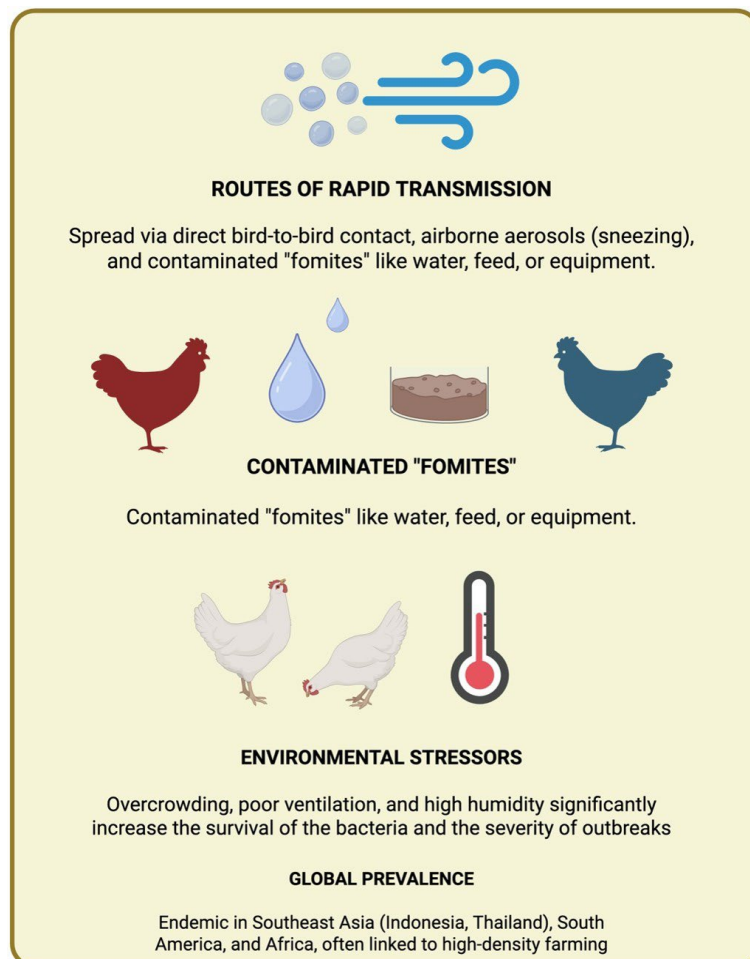 ROUTES OF RAPID TRANSMISSION
Spread via direct bird-to-bird contact, airborne aerosols (sneezing),
and contaminated "fomites" like water, feed, or equipment.
CONTAMINATED "FOMITES"
Contaminated "fomites" like water, feed, or equipment.
ENVIRONMENTAL STRESSORS
Overcrowding, poor ventilation, and high humidity significantly
increase the survival of the bacteria and the severity of outbreaks
GLOBAL PREVALENCE
Endemic in Southeast Asia (Indonesia, Thailand), South
America, and Africa, often linked to high-density farming